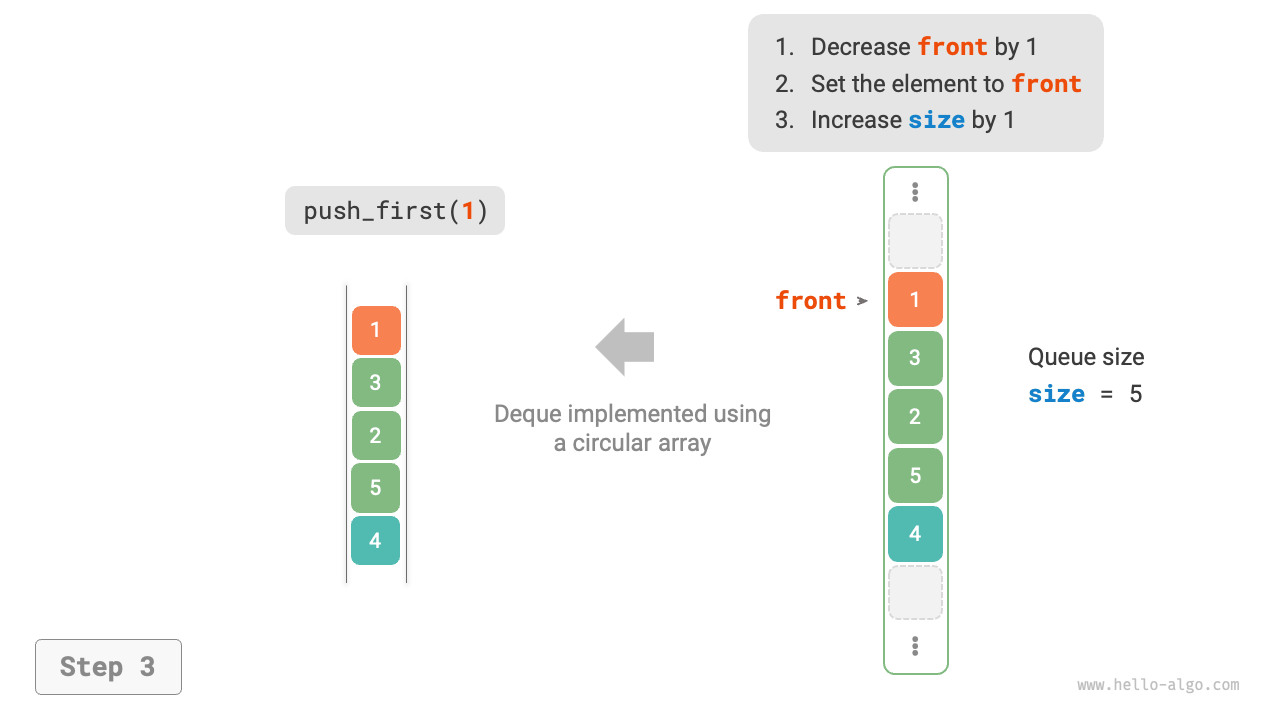 1. Decrease front by 1
2. Set the element to front
3. Increase size by 1
push_first(1)
front
1
3
2
5
4
1
3
2
5
4
Deque implemented using
a circular array
Queue size
size = 5
Step 3
www.hello-algo.com